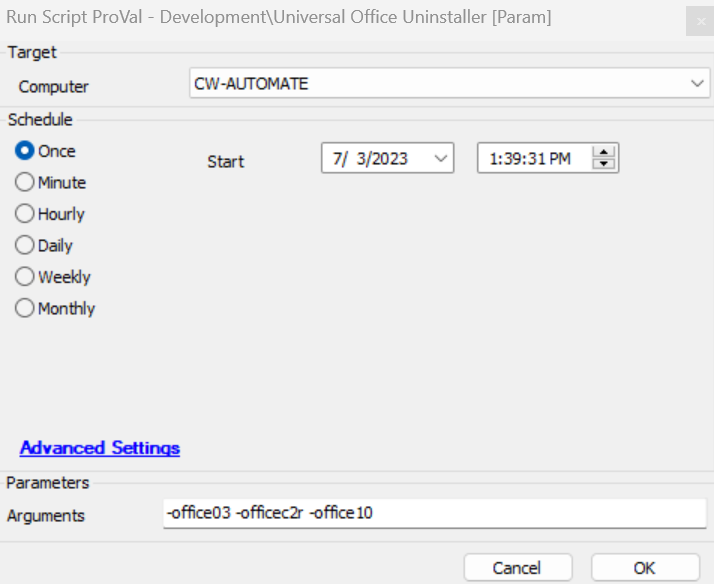 Run Script ProVal - Development\Universal Office Uninstaller [Param]
Target
Computer CW-AUTOMATE
Schedule
Once Start 7/ 3/2023 1:39:31 PM
Minute
Hourly
Daily
Weekly
Monthly
Advanced Settings
Parameters
Arguments -office03 -officec2r -office10
Cancel OK